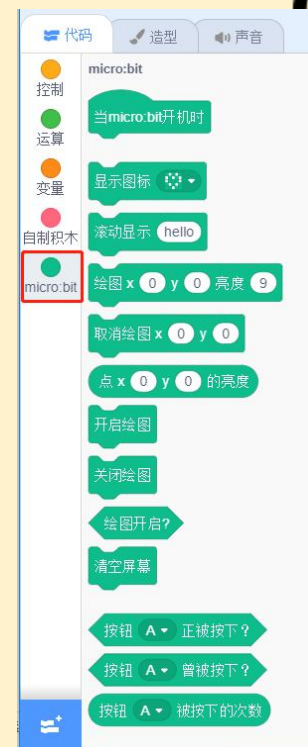 代码 造型 声音
控制
运算
变量
自制积木
micro:bit
micro:bit
当micro:bit开机时
显示图标
滚动显示 hello
绘图 x 0 y 0 亮度 9
取消绘图 x 0 y 0
点 x 0 y 0 的亮度
开启绘图
关闭绘图
绘图开启?
清空屏幕
按钮 A 正被按下?
按钮 A 曾被按下?
按钮 A 被按下的次数